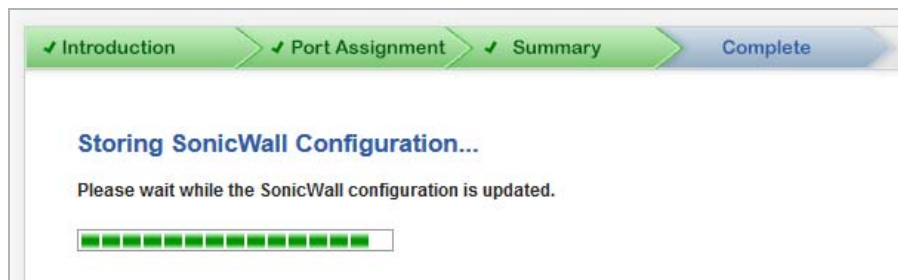 ✔ Introduction ✔ Port Assignment ✔ Summary Complete
Storing SonicWall Configuration...
Please wait while the SonicWall configuration is updated.